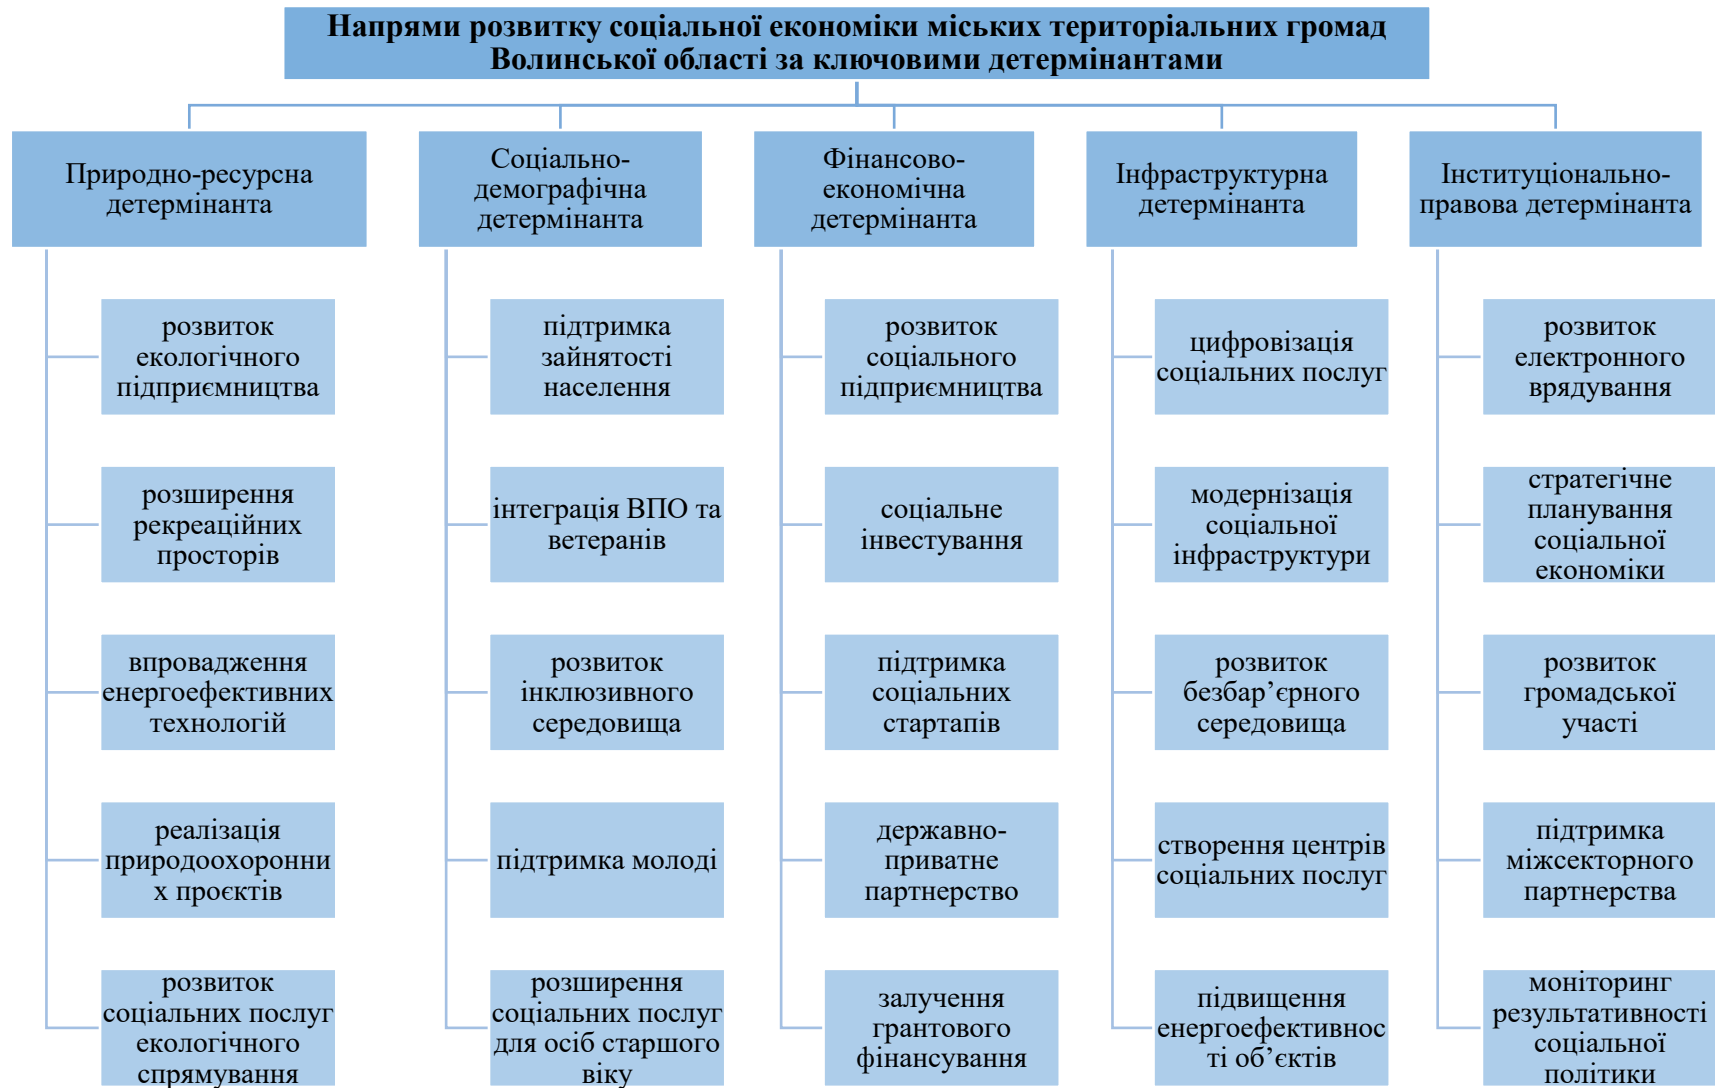 Напрями розвитку соціальної економіки міських територіальних громад
Волинської області за ключовими детермінантами
Природно-ресурсна
детермінанта
розвиток
екологічного
підприємництва
розширення
рекреаційних
просторів
впровадження
енергоефективних
технологій
реалізація
природоохоронни
х проєктів
розвиток
соціальних послуг
екологічного
спрямування
Соціально-
демографічна
детермінанта
підтримка
зайнятості
населення
інтеграція ВПО та
ветеранів
розвиток
інклюзивного
середовища
підтримка молоді
розширення
соціальних послуг
для осіб старшого
віку
Фінансово-
економічна
детермінанта
розвиток
соціального
підприємництва
соціальне
інвестування
підтримка
соціальних
стартапів
державно-
приватне
партнерство
залучення
грантового
фінансування
Інфраструктурна
детермінанта
цифровізація
соціальних послуг
модернізація
соціальної
інфраструктури
розвиток
безбар’єрного
середовища
створення центрів
соціальних послуг
підвищення
енергоефективнос
ті об’єктів
Інституціонально-
правова детермінанта
розвиток
електронного
врядування
стратегічне
планування
соціальної
економіки
розвиток
громадської
участі
підтримка
міжсекторного
партнерства
моніторинг
результативності
соціальної
політики